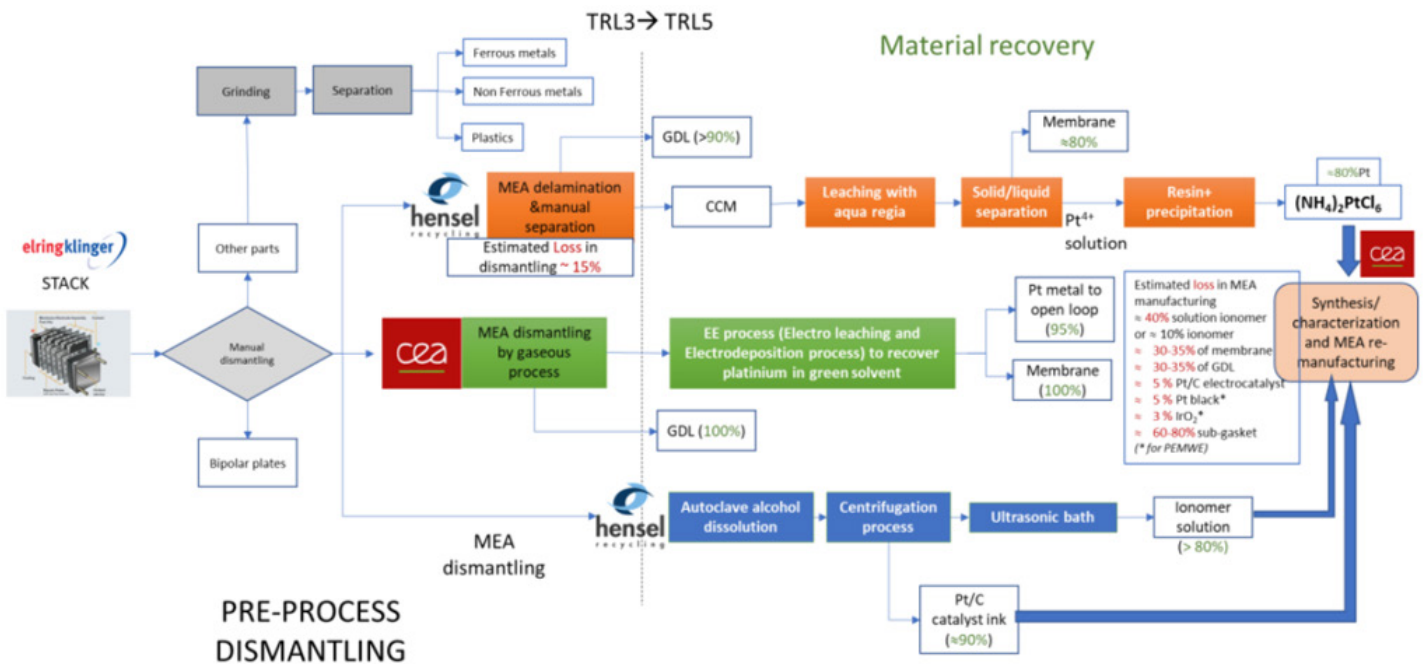 TRL3→ TRL5
Material recovery
Ferrous metals
Grinding
Separation
Non Ferrous metals
Plastics
GDL (>90%)
Membrane
≈80%
MEA delamination
&manual
separation
hensel
recycling
Estimated Loss in
dismantling ~ 15%
CCM
Leaching with
aqua regia
Solid/liquid
separation
Pt⁴⁺
solution
Resin+
precipitation
≈80%Pt
(NH₄)₂PtCl₆
cea
elringklinger
STACK
Other parts
Manual
dismantling
Bipolar plates
cea
MEA dismantling
by gaseous
process
EE process (Electro leaching and
Electrodeposition process) to recover
platinium in green solvent
Pt metal to
open loop
(95%)
Membrane
(100%)
GDL (100%)
Estimated loss in MEA
manufacturing
≈ 40% solution ionomer
or ≈ 10% ionomer
≈ 30-35% of membrane
≈ 30-35% of GDL
≈ 5 % Pt/C electrocatalyst
≈ 5 % Pt black*
≈ 3 % IrO₂*
≈ 60-80% sub-gasket
(* for PEMWE)
Synthesis/
characterization
and MEA re-
manufacturing
hensel
recycling
MEA
dismantling
Autoclave alcohol
dissolution
Centrifugation
process
Ultrasonic bath
Ionomer
solution
(> 80%)
Pt/C
catalyst ink
(≈90%)
PRE-PROCESS
DISMANTLING